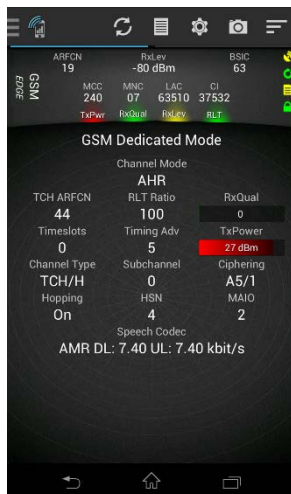 ARFCN RxLev BSIC
19 -80 dBm 63
GSM
EDGE
MCC MNC LAC CI
240 07 63510 37532
TxPwr RxQual RxLev RLT
GSM Dedicated Mode
Channel Mode
AHR
TCH ARFCN RLT Ratio RxQual
44 100 0
Timeslots Timing Adv TxPower
0 5 27 dBm
Channel Type Subchannel Ciphering
TCH/H 0 A5/1
Hopping HSN MAIO
On 4 2
Speech Codec
AMR DL: 7.40 UL: 7.40 kbit/s